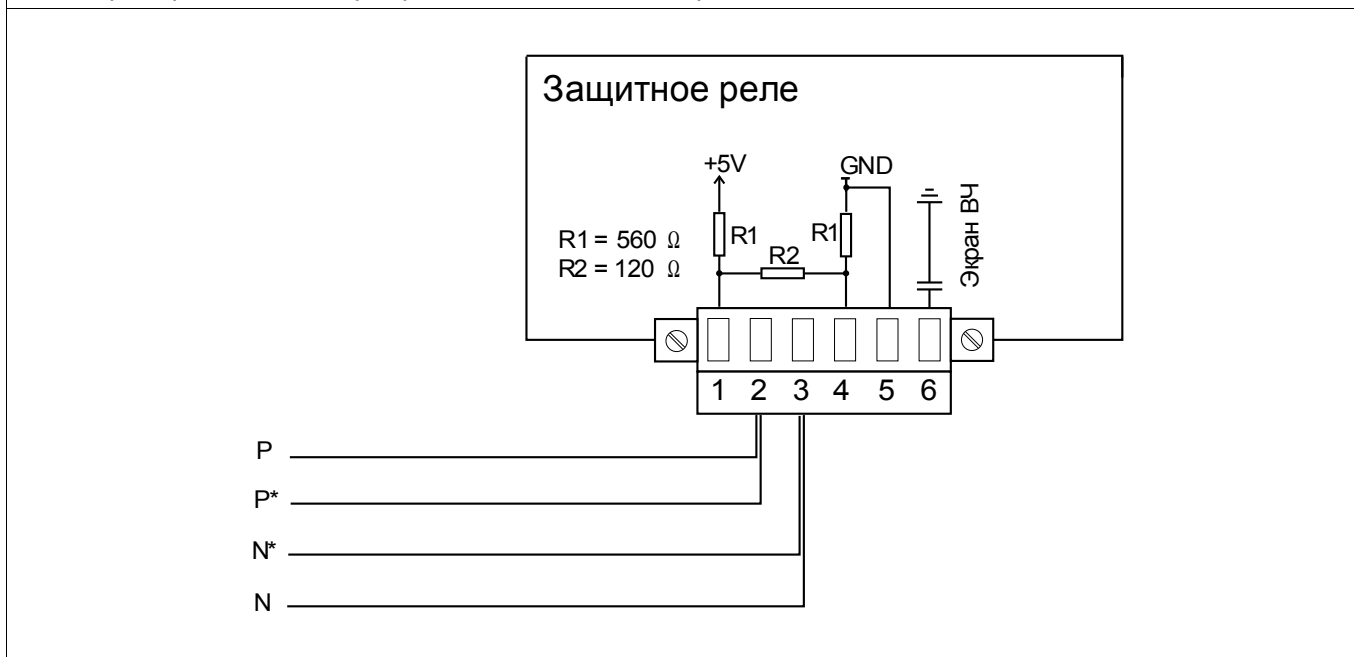 Защитное реле
+5V
GND
R1 = 560 Ω
R2 = 120 Ω
R1
R2
R1
Экран ВЧ
1 2 3 4 5 6
P
P*
N*
N